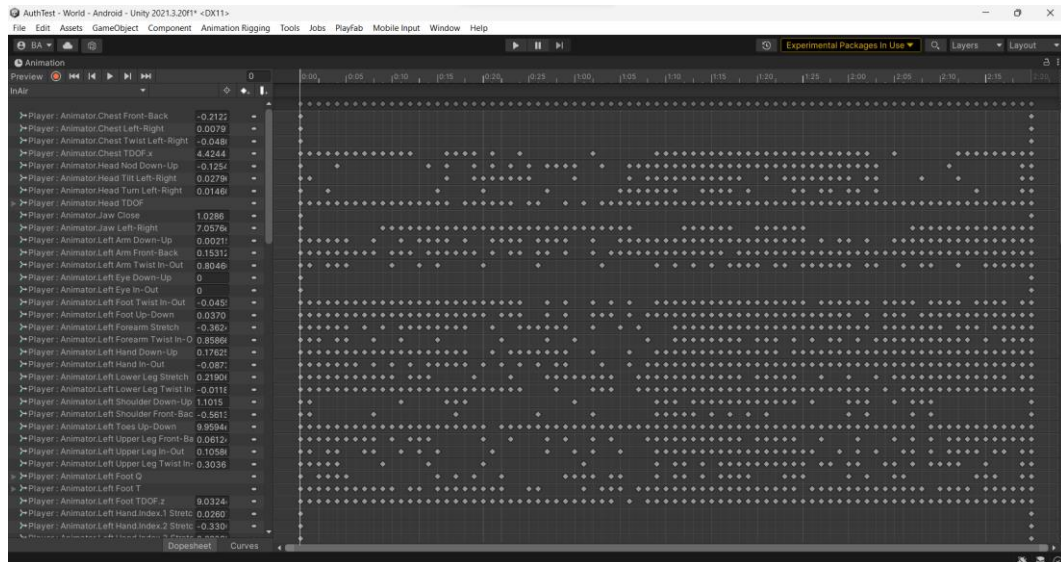 AuthTest - World - Android - Unity 2021.3.20f1* <DX11>
File Edit Assets GameObject Component Animation Rigging Tools Jobs PlayFab Mobile Input Window Help
BA Experimental Packages In Use Layers Layout
Animation
Preview 0 0:00 0:05 0:10 0:15 0:20 0:25 1:00 1:05 1:10 1:15 1:20 1:25 2:00 2:05 2:10 2:15 2:20
InAir
Player : Animator.Chest Front-Back -0.2122
Player : Animator.Chest Left-Right 0.0079
Player : Animator.Chest Twist Left-Right -0.048
Player : Animator.Chest TDOF.x 4.4244
Player : Animator.Head Nod Down-Up -0.125
Player : Animator.Head Tilt Left-Right 0.0279
Player : Animator.Head Turn Left-Right 0.0146
Player : Animator.Head TDOF
Player : Animator.Jaw Close 1.0286
Player : Animator.Jaw Left-Right 7.0576
Player : Animator.Left Arm Down-Up 0.0021
Player : Animator.Left Arm Front-Back 0.1531
Player : Animator.Left Arm Twist In-Out 0.8046
Player : Animator.Left Eye Down-Up 0
Player : Animator.Left Eye In-Out 0
Player : Animator.Left Foot Twist In-Out -0.045
Player : Animator.Left Foot Up-Down 0.0370
Player : Animator.Left Forearm Stretch -0.362
Player : Animator.Left Forearm Twist In-O 0.8586
Player : Animator.Left Hand Down-Up 0.1762
Player : Animator.Left Hand In-Out -0.087
Player : Animator.Left Lower Leg Stretch 0.2190
Player : Animator.Left Lower Leg Twist In- -0.011
Player : Animator.Left Shoulder Down-Up 1.1015
Player : Animator.Left Shoulder Front-Bac -0.561
Player : Animator.Left Toes Up-Down 9.9594
Player : Animator.Left Upper Leg Front-Ba 0.0612
Player : Animator.Left Upper Leg In-Out 0.1058
Player : Animator.Left Upper Leg Twist In- 0.3036
Player : Animator.Left Foot Q
Player : Animator.Left Foot T
Player : Animator.Left Foot TDOF.z 9.0324
Player : Animator.Left Hand.Index.1 Stretc 0.0260
Player : Animator.Left Hand.Index.2 Stretc -0.330
Dopesheet Curves